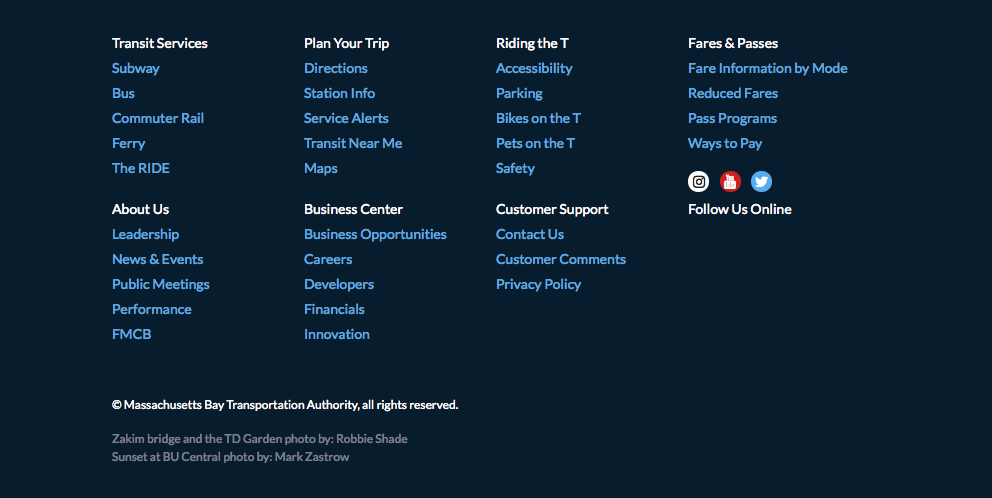 Transit Services
Subway
Bus
Commuter Rail
Ferry
The RIDE
Plan Your Trip
Directions
Station Info
Service Alerts
Transit Near Me
Maps
Riding the T
Accessibility
Parking
Bikes on the T
Pets on the T
Safety
Fares & Passes
Fare Information by Mode
Reduced Fares
Pass Programs
Ways to Pay
About Us
Leadership
News & Events
Public Meetings
Performance
FMCB
Business Center
Business Opportunities
Careers
Developers
Financials
Innovation
Customer Support
Contact Us
Customer Comments
Privacy Policy
Follow Us Online
© Massachusetts Bay Transportation Authority, all rights reserved.
Zakim bridge and the TD Garden photo by: Robbie Shade
Sunset at BU Central photo by: Mark Zastrow